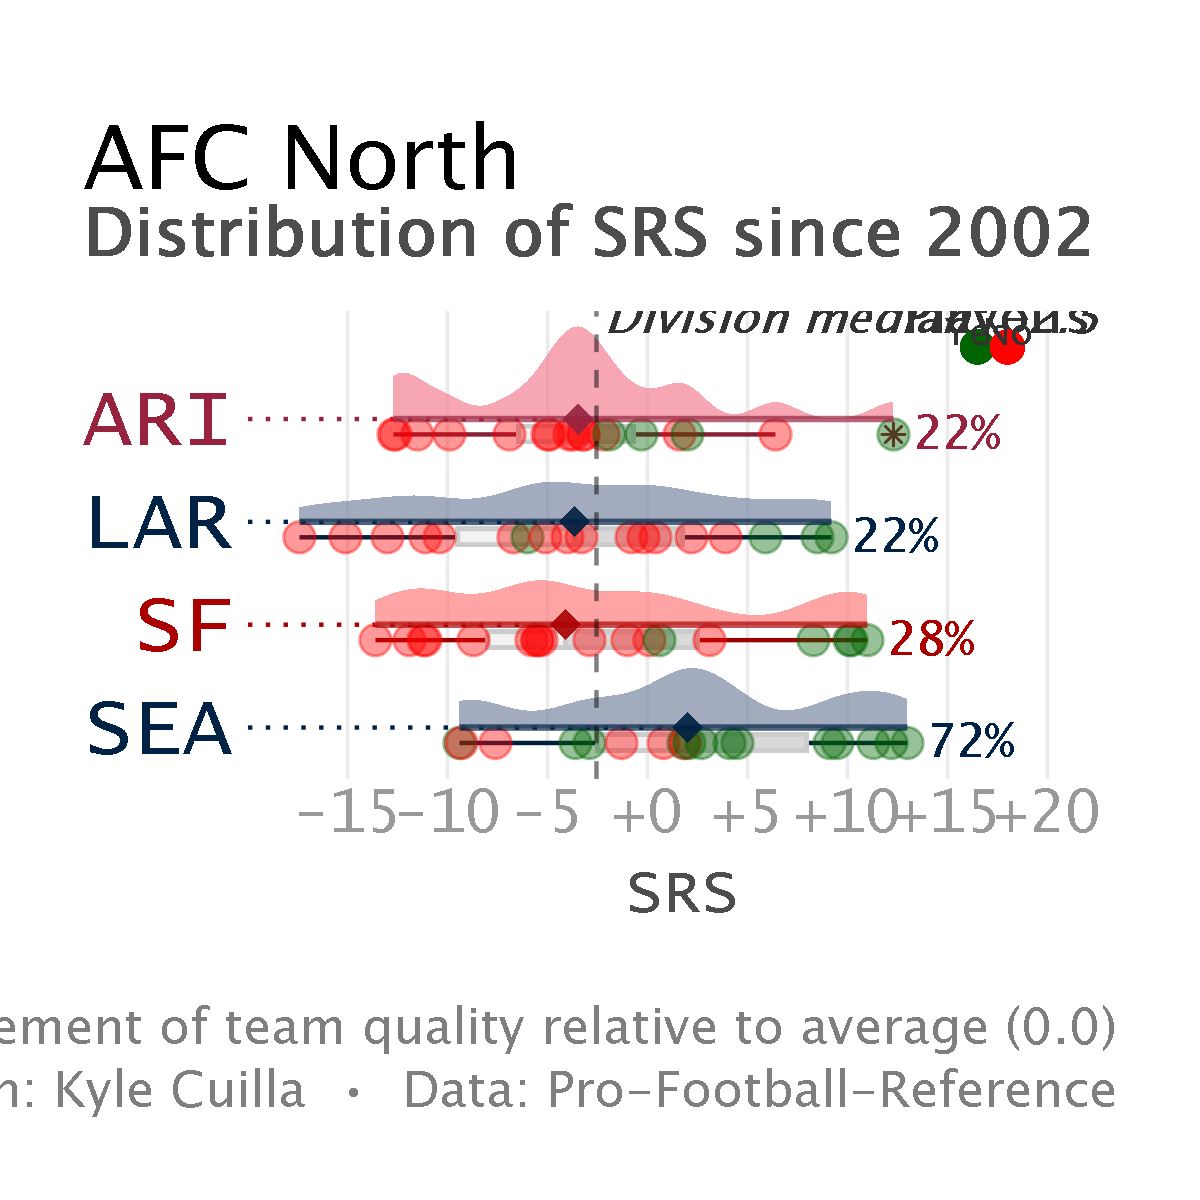 AFC North
Distribution of SRS since 2002
Division median
ARI 22%
LAR 22%
SF 28%
SEA 72%
-15 -10 -5 +0 +5 +10 +15 +20
SRS
ement of team quality relative to average (0.0)
n: Kyle Cuilla • Data: Pro-Football-Reference